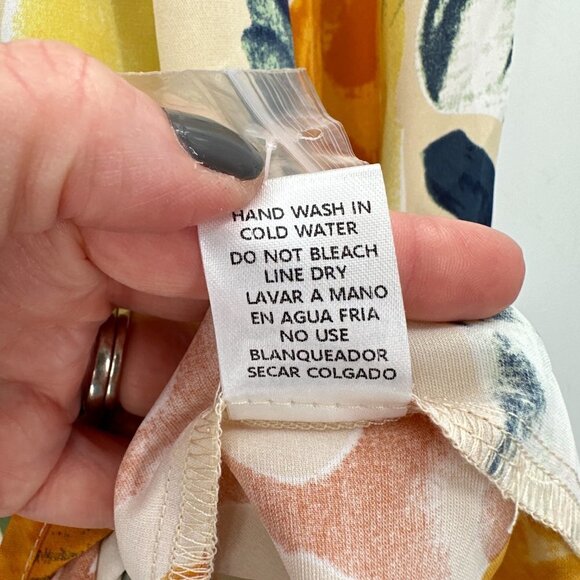 HAND WASH IN
COLD WATER
DO NOT BLEACH
LINE DRY
LAVAR A MANO
EN AGUA FRIA
NO USE
BLANQUEADOR
SECAR COLGADO